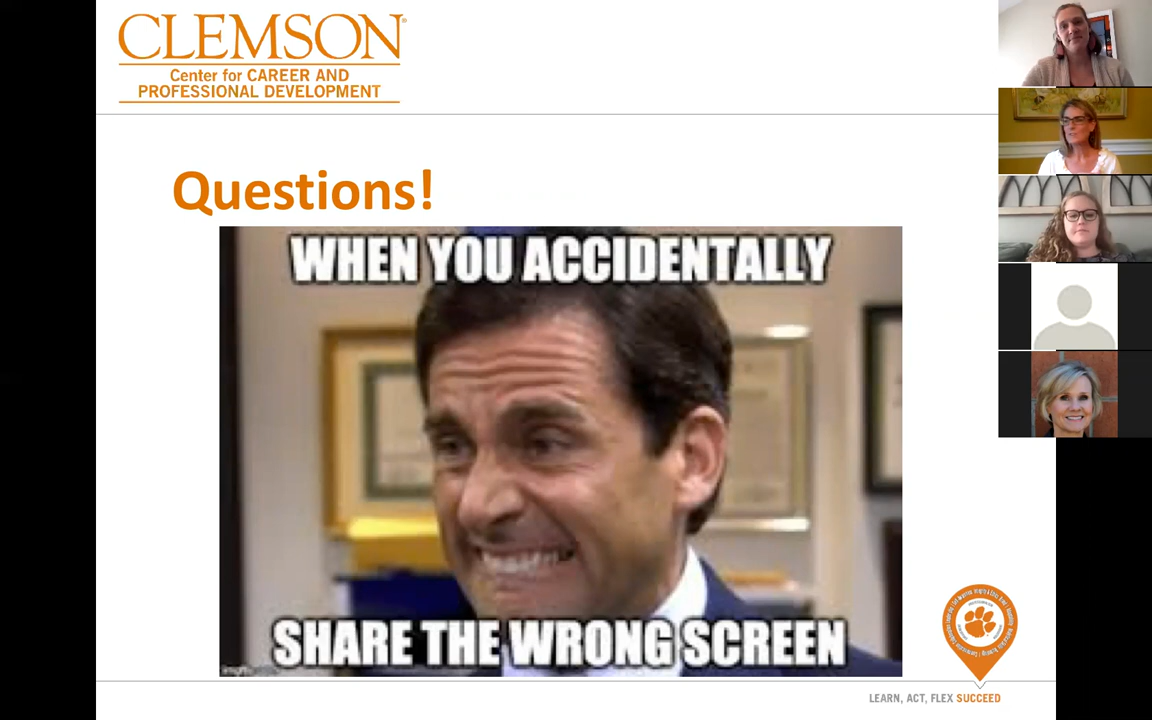 CLEMSON
Center for CAREER AND
PROFESSIONAL DEVELOPMENT
Questions!
WHEN YOU ACCIDENTALLY
SHARE THE WRONG SCREEN
LEARN, ACT, FLEX SUCCEED